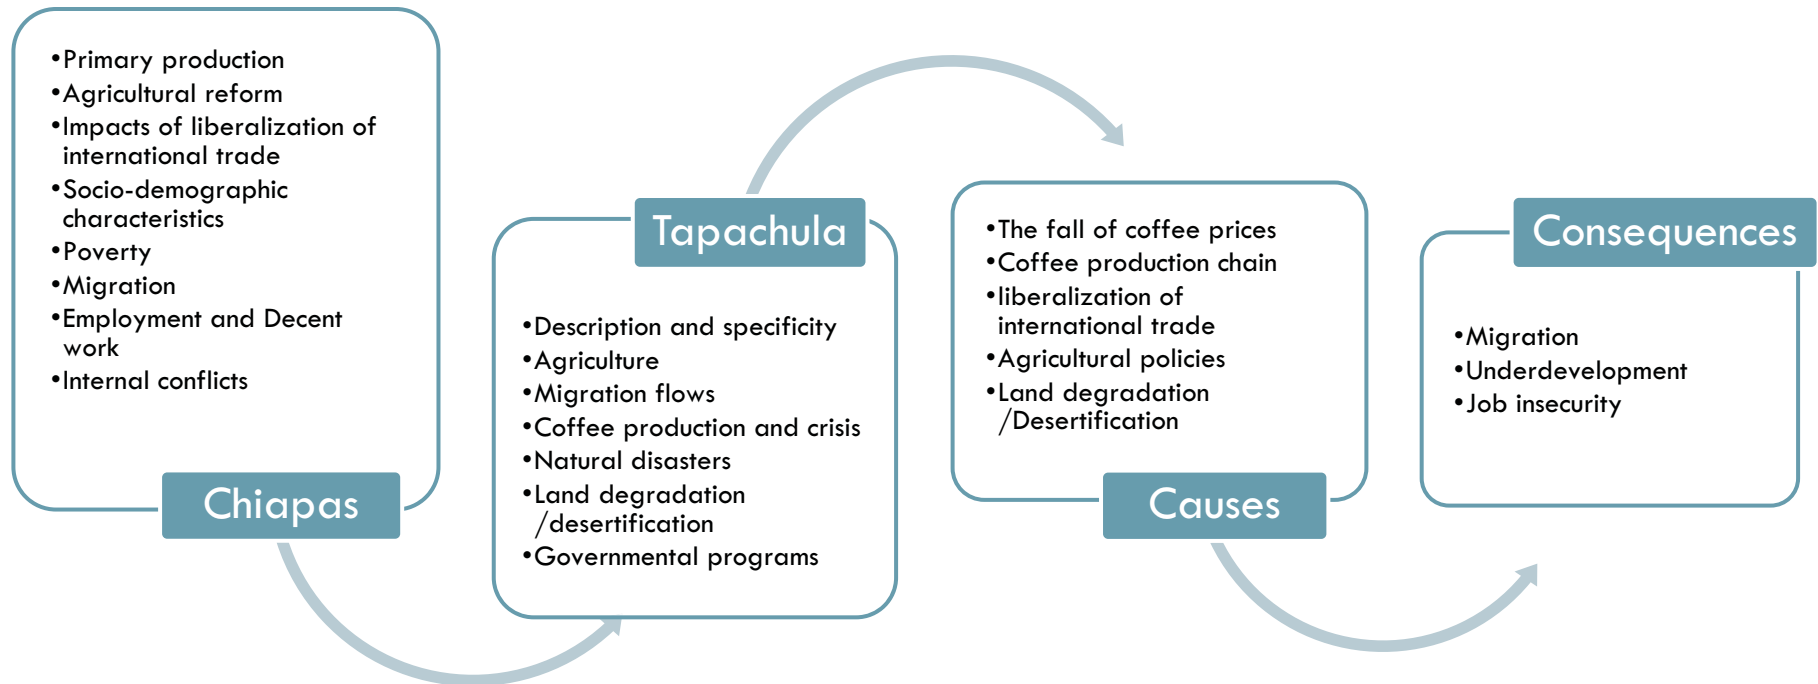 •Primary production
•Agricultural reform
•Impacts of liberalization of
international trade
•Socio-demographic
characteristics
•Poverty
•Migration
•Employment and Decent
work
•Internal conflicts
Chiapas
Tapachula
•Description and specificity
•Agriculture
•Migration flows
•Coffee production and crisis
•Natural disasters
•Land degradation
/desertification
•Governmental programs
•The fall of coffee prices
•Coffee production chain
•liberalization of
international trade
•Agricultural policies
•Land degradation
/Desertification
Causes
Consequences
•Migration
•Underdevelopment
•Job insecurity